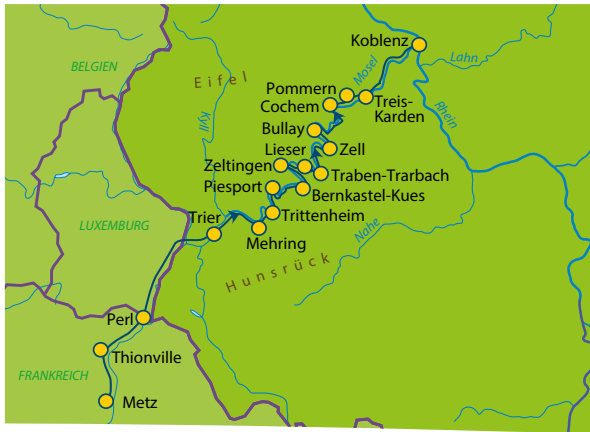 Koblenz
Lahn
Mosel
BELGIEN
Eifel
Pommern
Cochem
Treis-
Karden
Rhein
Kyll
Bullay
Lieser
Zell
Zeltingen
Traben-Trarbach
Piesport
Bernkastel-Kues
Trier
Trittenheim
LUXEMBURG
Nahe
Mehring
Hunsrück
Perl
Thionville
FRANKREICH
Metz